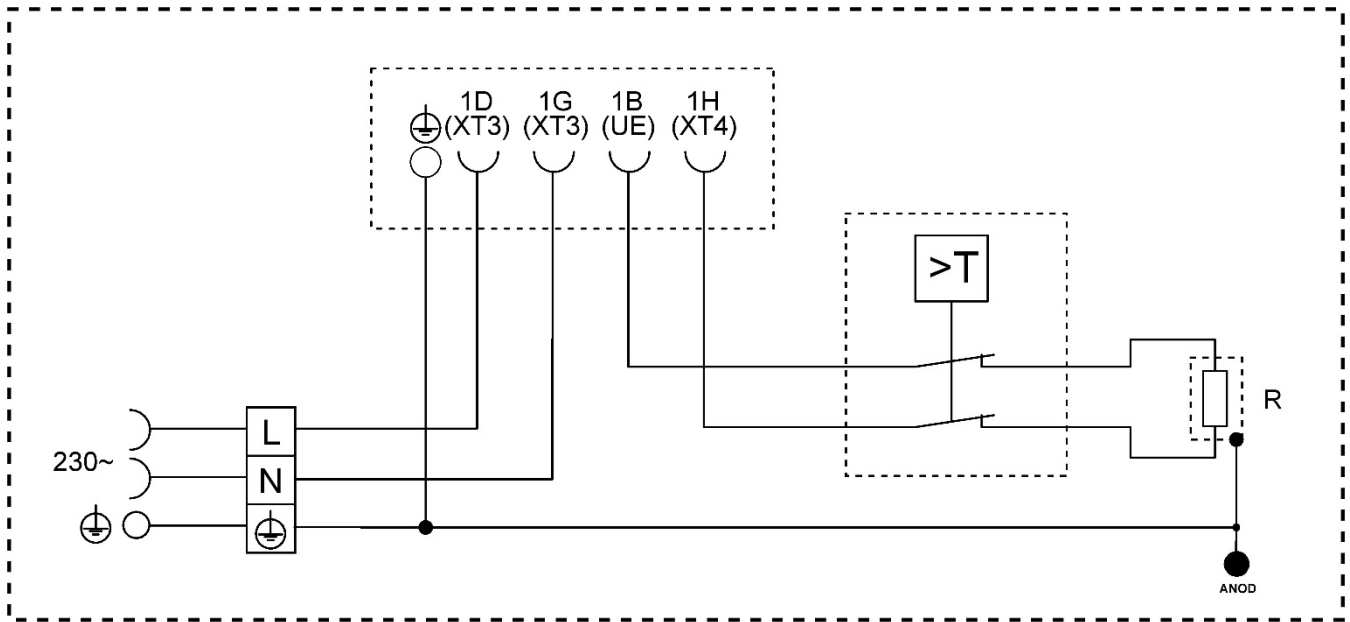 1D 1G 1B 1H
(XT3) (XT3) (UE) (XT4)
>T
R
L
230~
N
ANOD